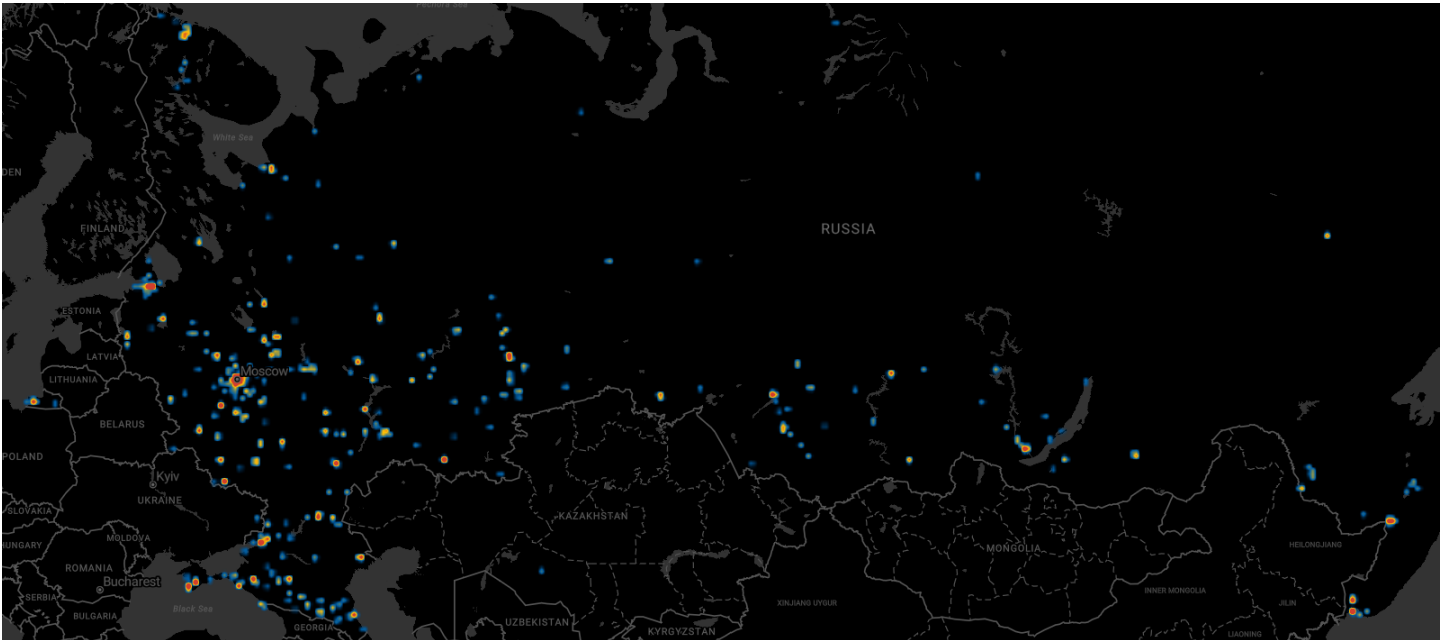 Pechora Sea
White Sea
DEN
FINLAND
RUSSIA
ESTONIA
LATVIA
LITHUANIA
Moscow
BELARUS
POLAND
Kyiv
UKRAINE
SLOVAKIA
KAZAKHSTAN
MOLDOVA
HUNGARY
HEILONGJIANG
MONGOLIA
ROMANIA
Bucharest
SERBIA
Black Sea
INNER MONGOLIA
XINJIANG UYGUR
JILIN
BULGARIA
GEORGIA
UZBEKISTAN
KYRGYZSTAN
LIAONING